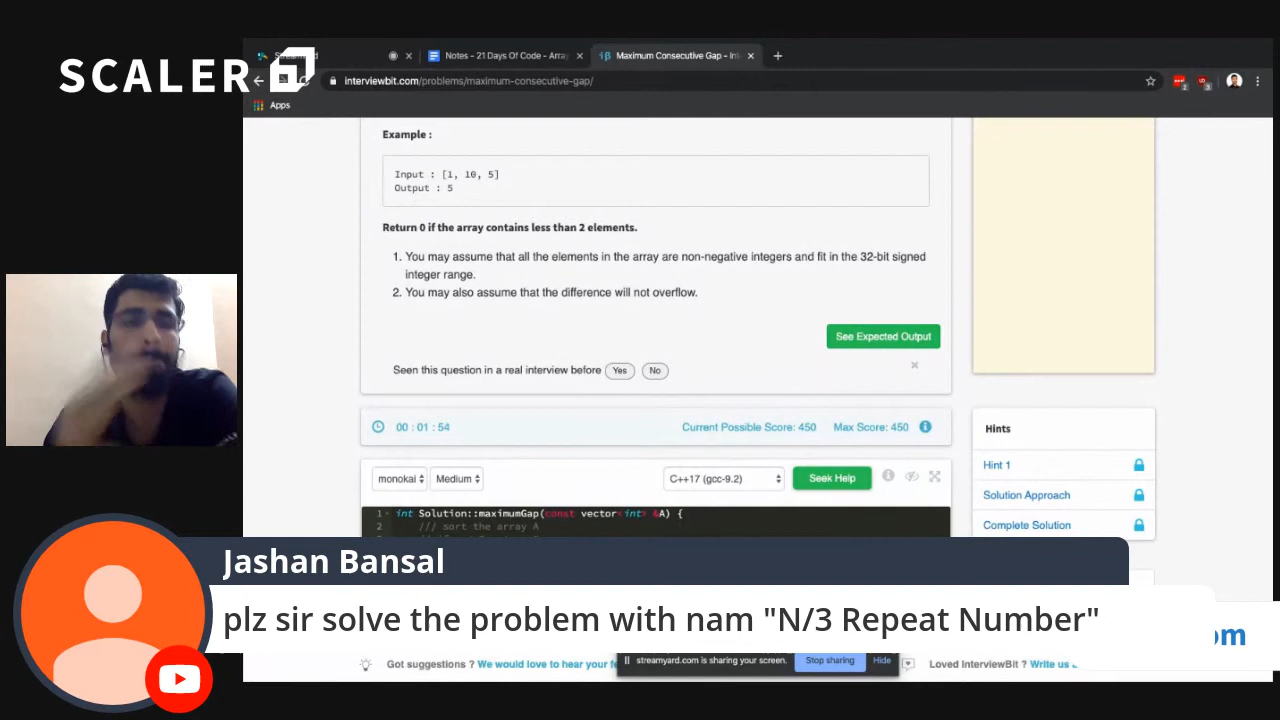 SCALER
Notes - 21 Days Of Code - Array
Maximum Consecutive Gap - Int
interviewbit.com/problems/maximum-consecutive-gap/
Apps
Example :
Input : [1, 10, 5]
Output : 5
Return 0 if the array contains less than 2 elements.
1. You may assume that all the elements in the array are non-negative integers and fit in the 32-bit signed
integer range.
2. You may also assume that the difference will not overflow.
See Expected Output
Seen this question in a real interview before Yes No
00 : 01 : 54
Current Possible Score: 450 Max Score: 450
Hints
Hint 1
Solution Approach
Complete Solution
monokai Medium C++17 (gcc-9.2) Seek Help
1 int Solution::maximumGap(const vector<int> &A) {
2 /// sort the array A
Jashan Bansal
plz sir solve the problem with nam "N/3 Repeat Number"
om
Got suggestions ? We would love to hear your fe
streamyard.com is sharing your screen. Stop sharing Hide
Loved InterviewBit ? Write us